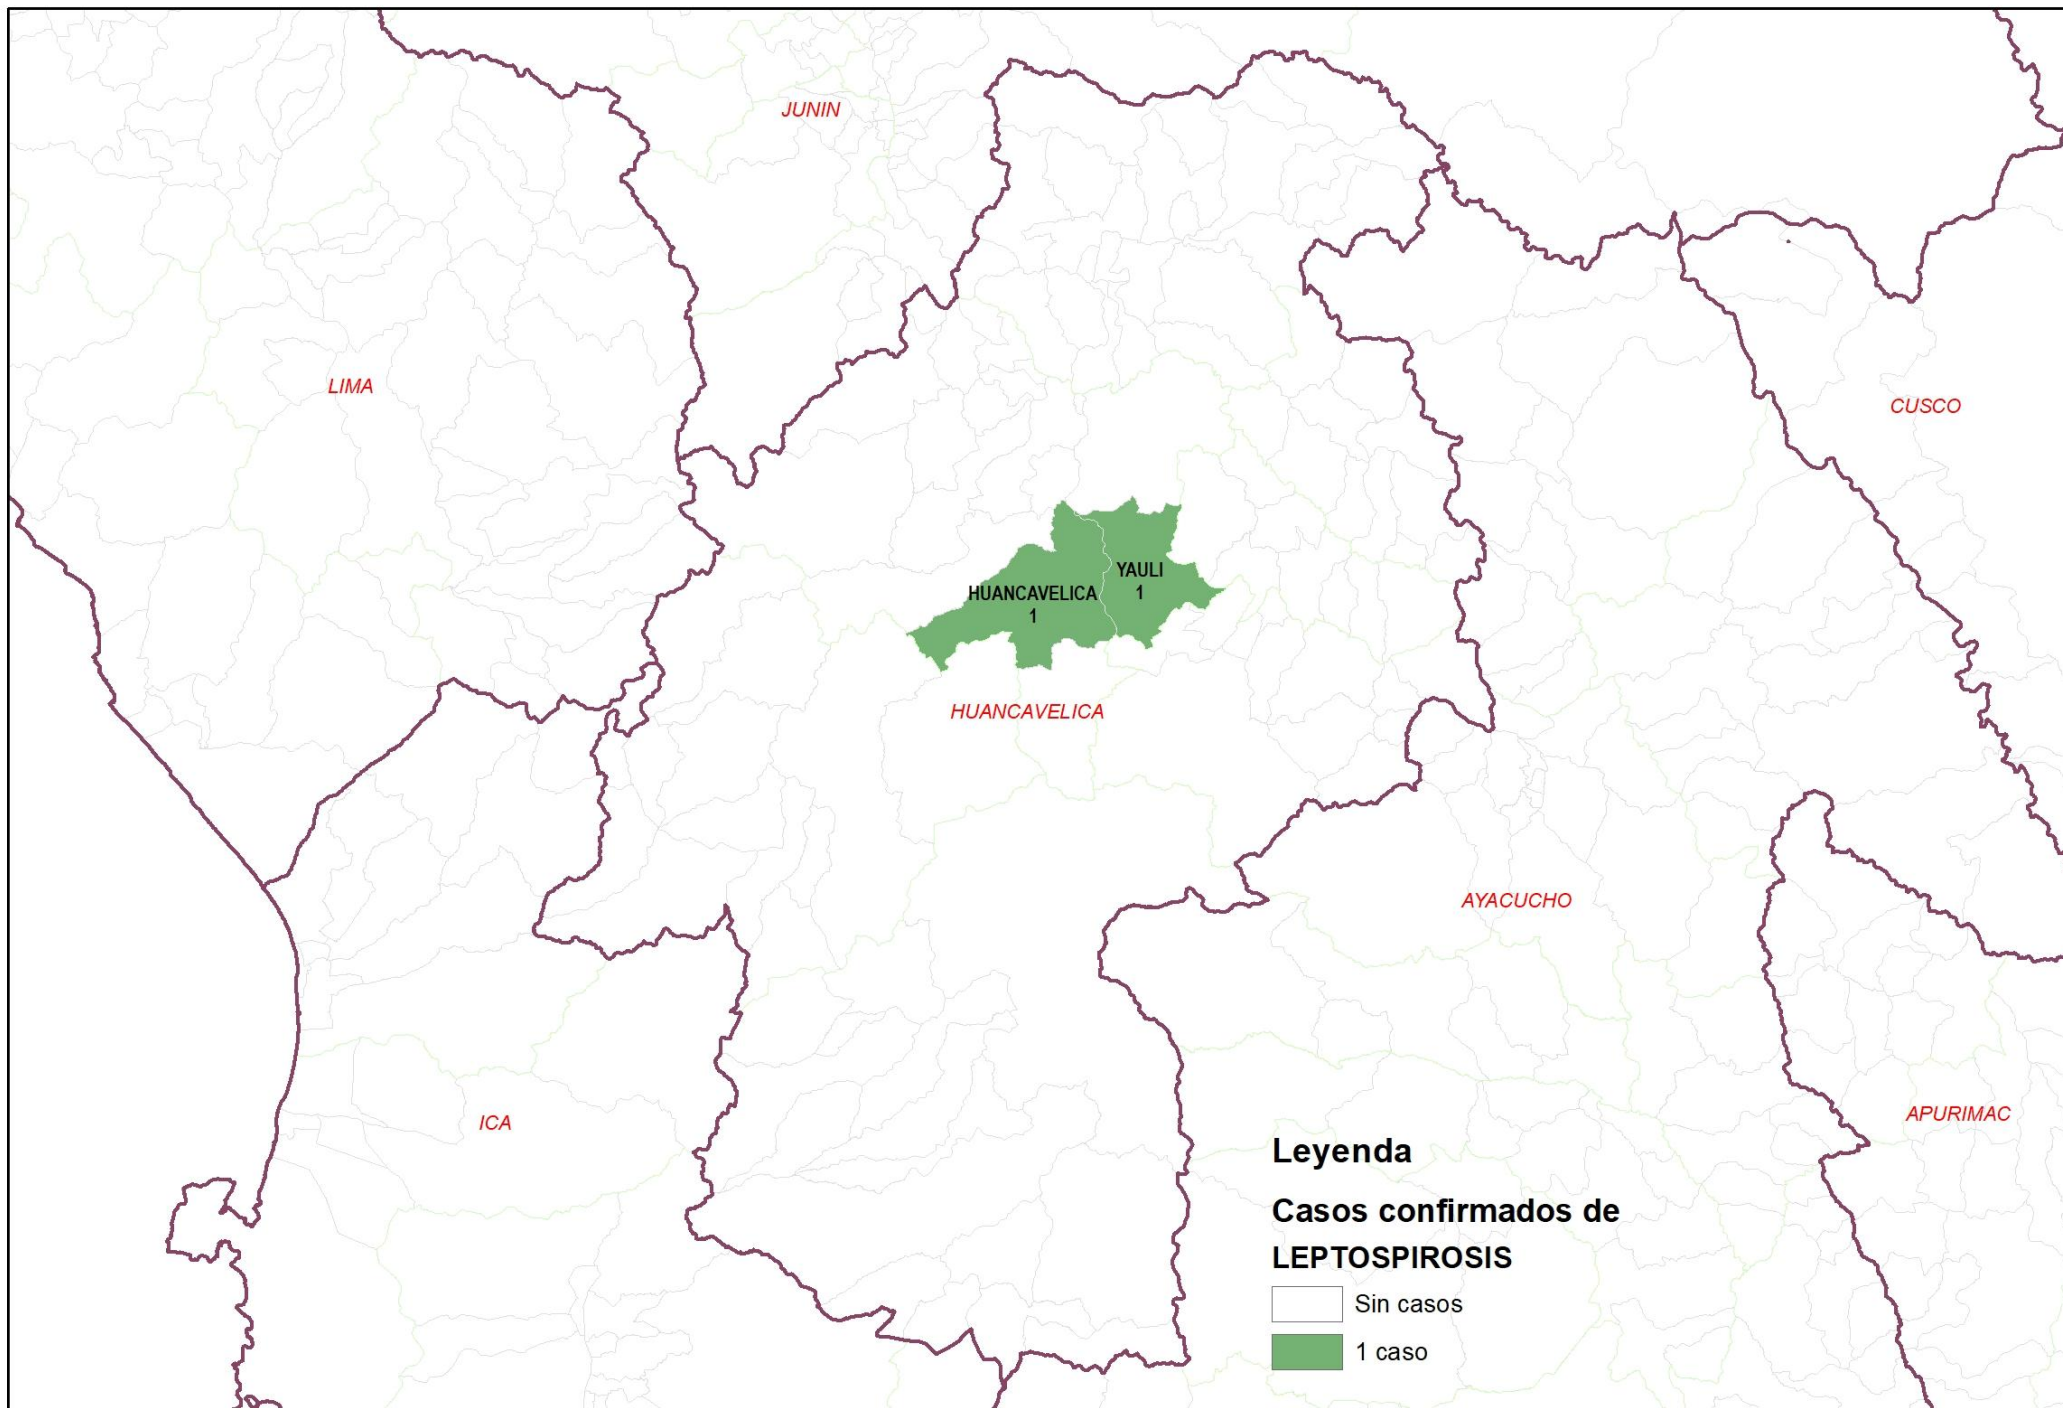 JUNIN
LIMA
CUSCO
YAULI
1
HUANCAVELICA
1
HUANCAVELICA
AYACUCHO
ICA
APURIMAC
Leyenda
Casos confirmados de
LEPTOSPIROSIS
Sin casos
1 caso